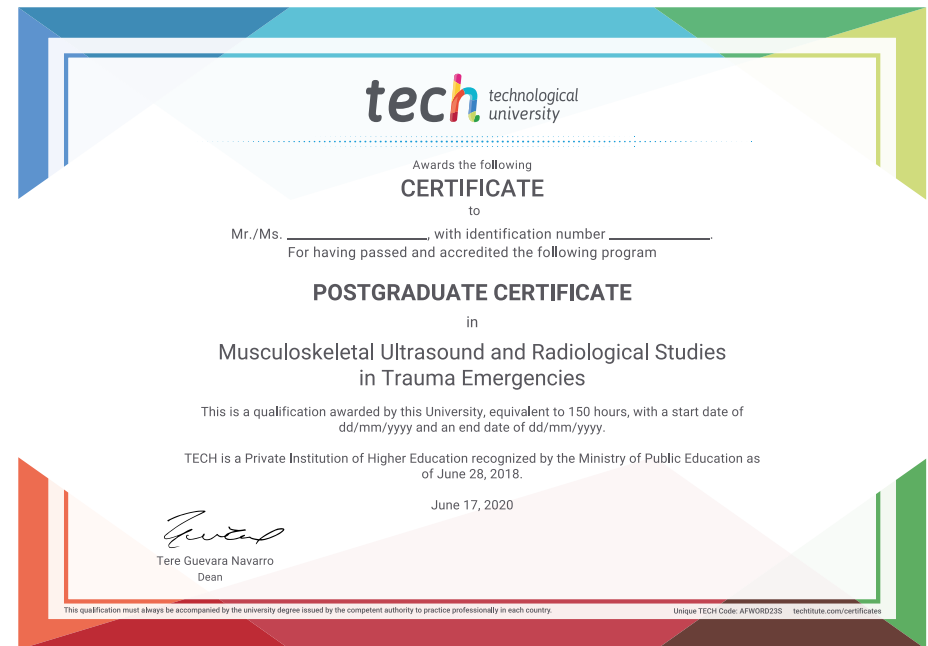 tech technological
university
Awards the following
CERTIFICATE
to
Mr./Ms. ____________________, with identification number ______________.
For having passed and accredited the following program
POSTGRADUATE CERTIFICATE
in
Musculoskeletal Ultrasound and Radiological Studies
in Trauma Emergencies
This is a qualification awarded by this University, equivalent to 150 hours, with a start date of
dd/mm/yyyy and an end date of dd/mm/yyyy.
TECH is a Private Institution of Higher Education recognized by the Ministry of Public Education as
of June 28, 2018.
June 17, 2020
Tere Guevara Navarro
Dean
This qualification must always be accompanied by the university degree issued by the competent authority to practice professionally in each country.
Unique TECH Code: AFWORD23S techtitute.com/certificates